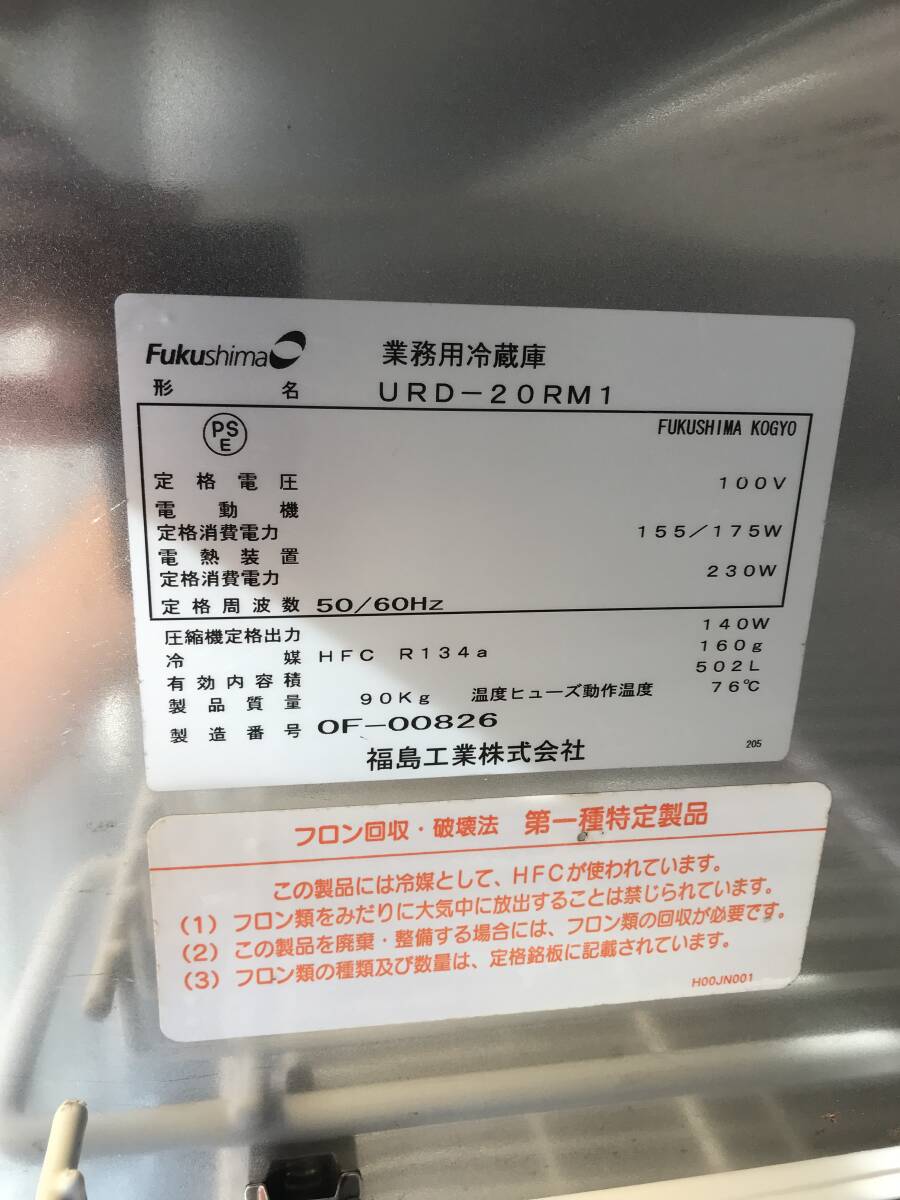 Fukushima 業務用冷蔵庫
形名 URD-20RM1
PSE FUKUSHIMA KOGYO
定格電圧 100V
電動機
定格消費電力 155/175W
電熱装置
定格消費電力 230W
定格周波数 50/60Hz
圧縮機定格出力 140W
冷媒 HFC R134a 160g
有効内容積 502L
製品質量 90Kg 温度ヒューズ動作温度 76℃
製造番号 0F-00826
福島工業株式会社 205
フロン回収・破壊法 第一種特定製品
この製品には冷媒として、HFCが使われています。
(1) フロン類をみだりに大気中に放出することは禁じられています。
(2) この製品を廃棄・整備する場合には、フロン類の回収が必要です。
(3) フロン類の種類及び数量は、定格銘板に記載されています。
H00JN001